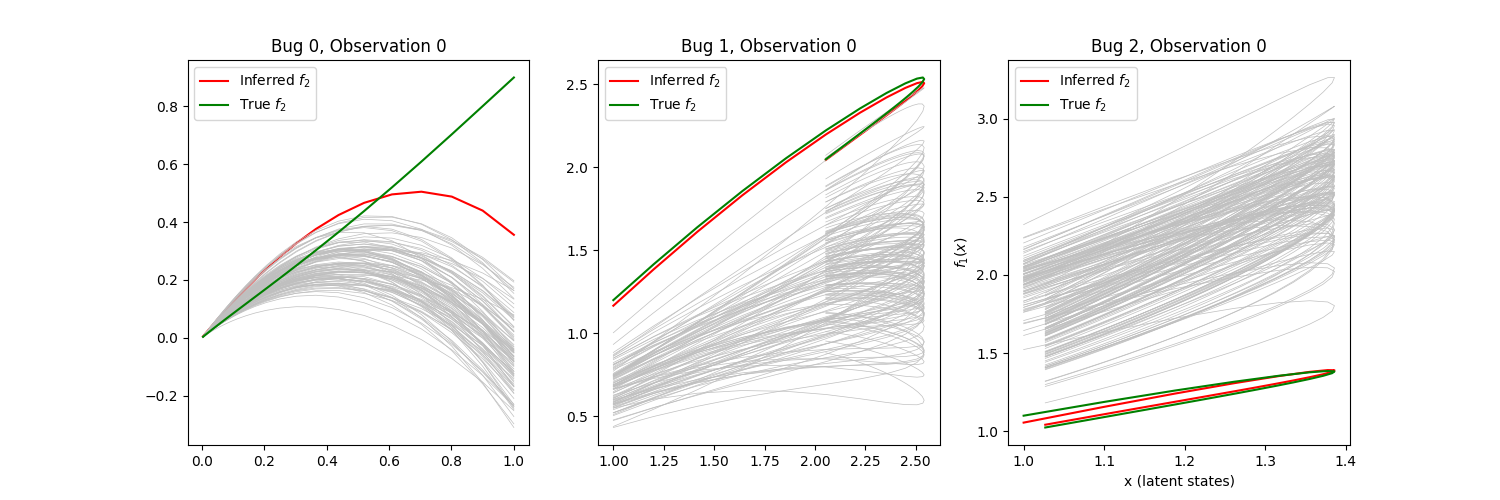 Bug 0, Observation 0
Inferred f₂
True f₂
0.8
0.6
0.4
0.2
0.0
−0.2
0.0 0.2 0.4 0.6 0.8 1.0
Bug 1, Observation 0
Inferred f₂
True f₂
2.5
2.0
1.5
1.0
0.5
1.00 1.25 1.50 1.75 2.00 2.25 2.50
Bug 2, Observation 0
Inferred f₂
True f₂
f₁(x)
3.0
2.5
2.0
1.5
1.0
1.0 1.1 1.2 1.3 1.4
x (latent states)